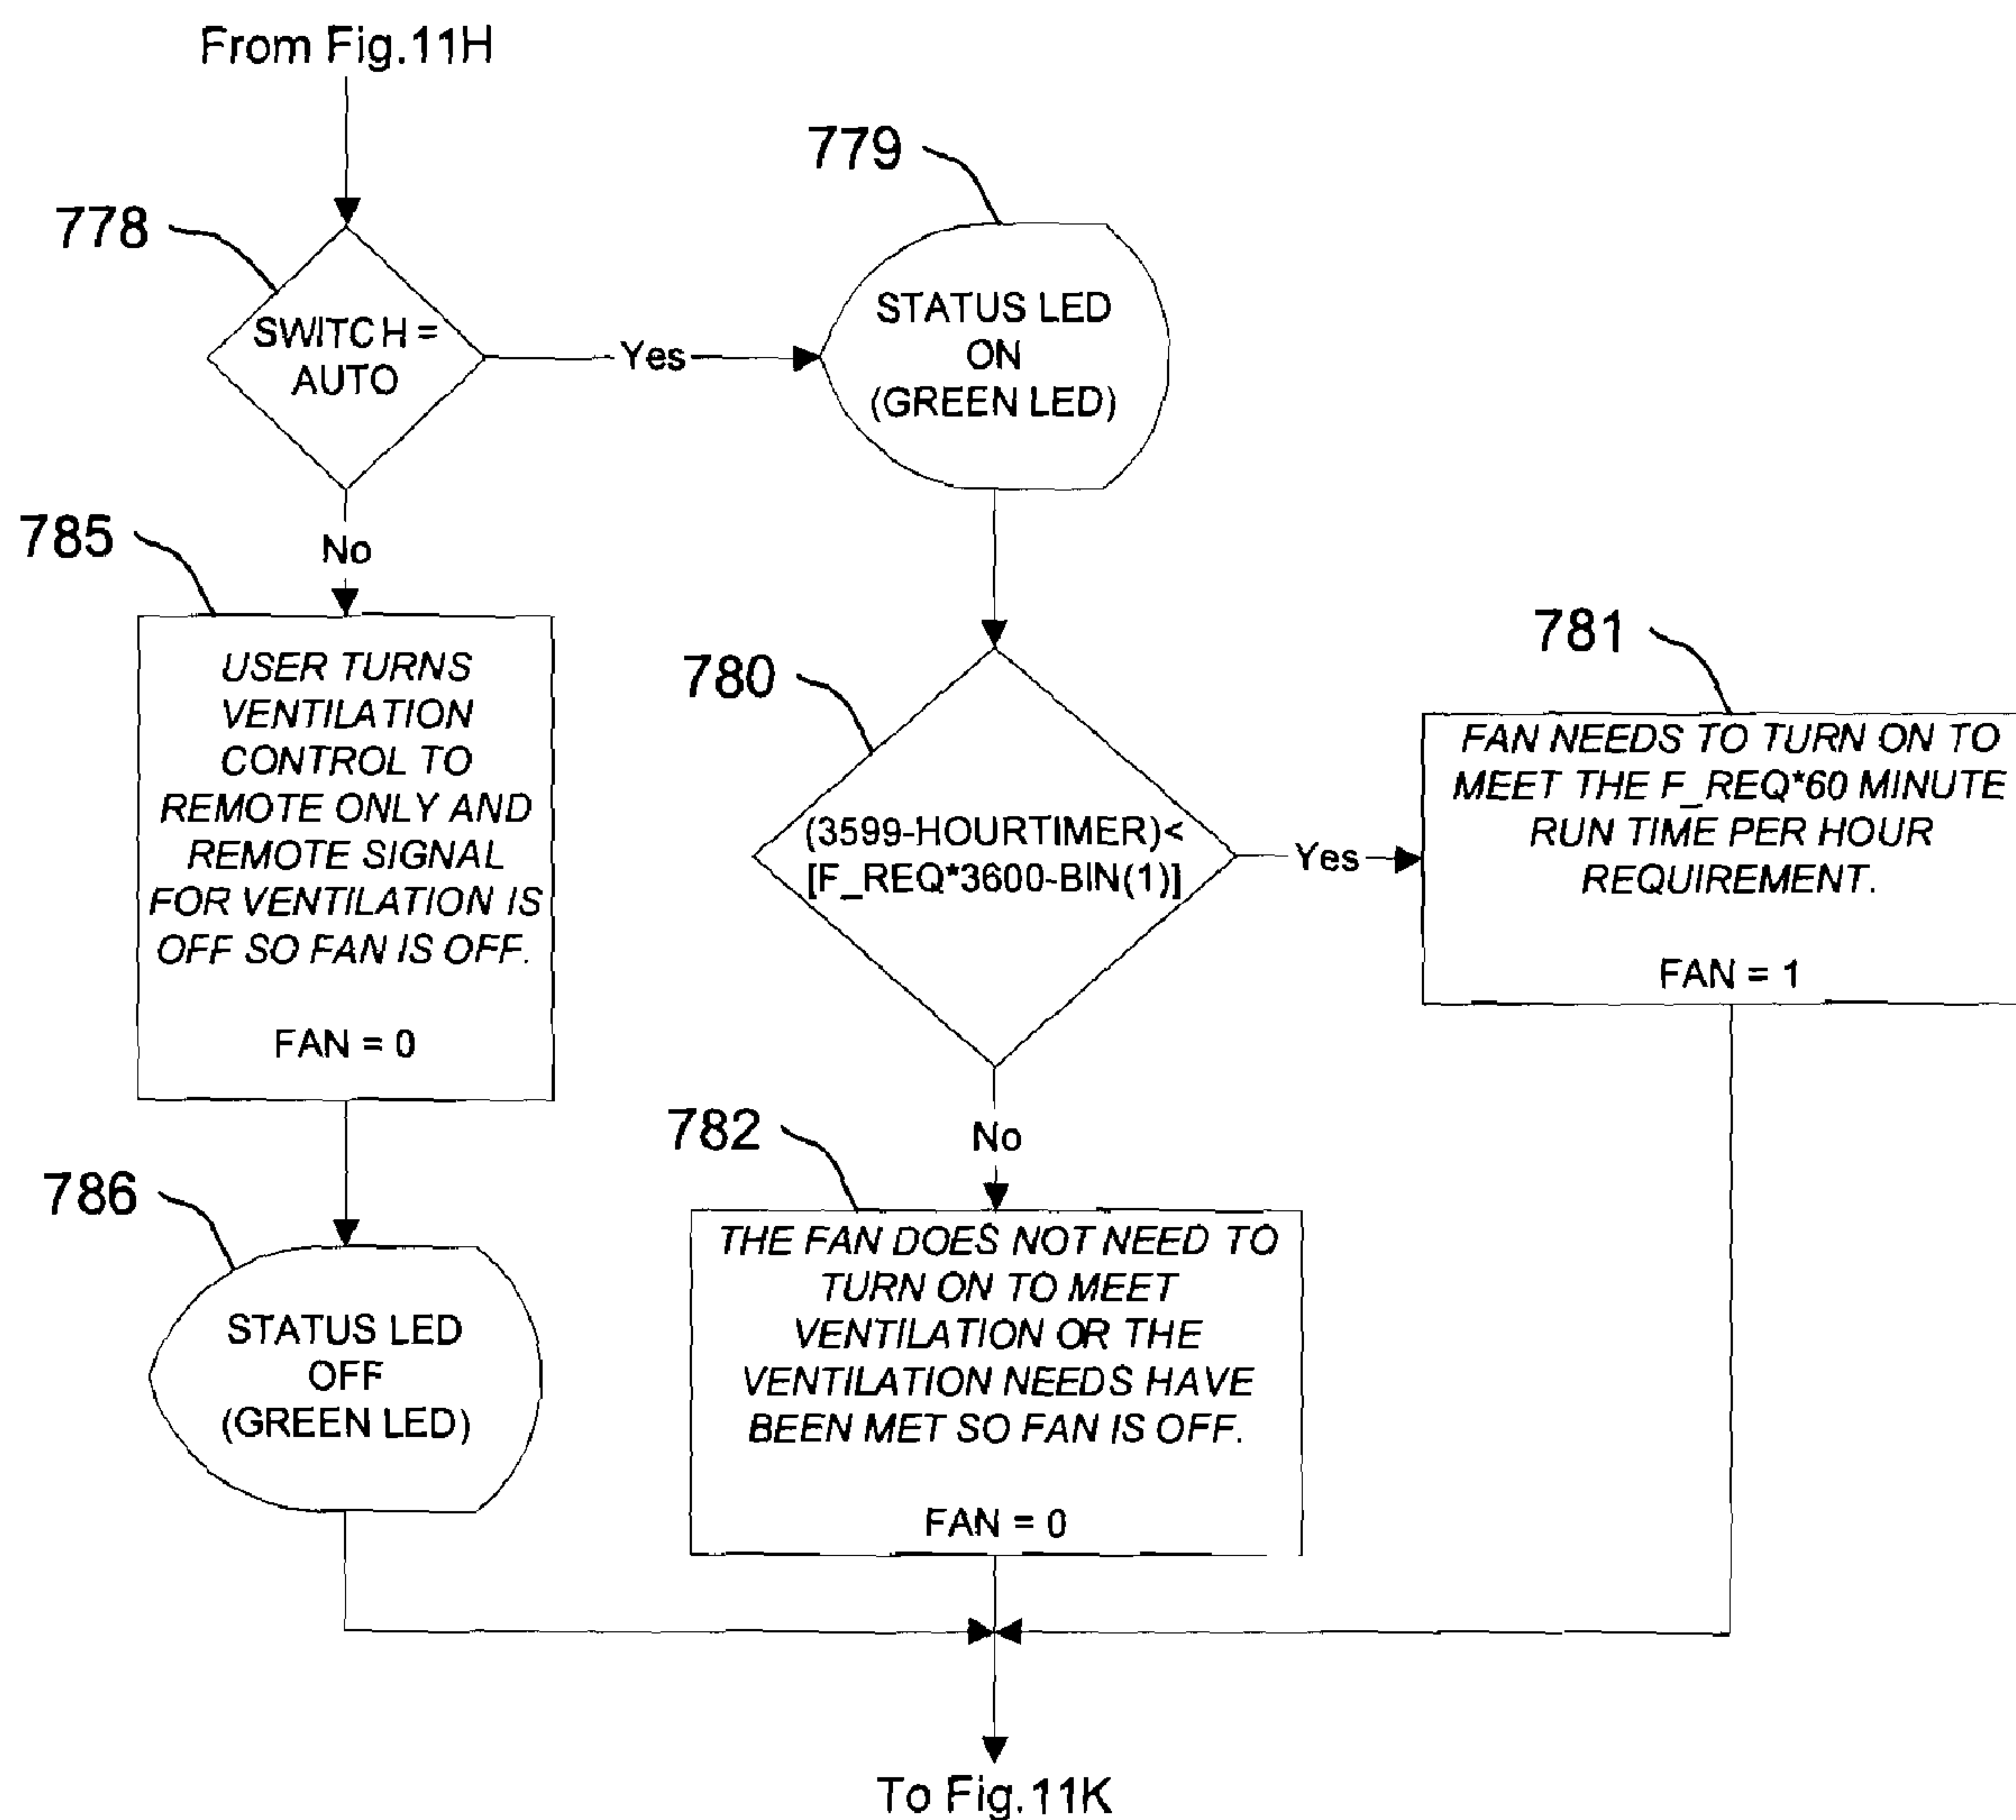 From Fig.11H
778
SWITCH =
AUTO
Yes
779
STATUS LED
ON
(GREEN LED)
No
785
USER TURNS
VENTILATION
CONTROL TO
REMOTE ONLY AND
REMOTE SIGNAL
FOR VENTILATION IS
OFF SO FAN IS OFF.
FAN = 0
780
(3599-HOURTIMER)<
[F_REQ*3600-BIN(1)]
Yes
781
FAN NEEDS TO TURN ON TO
MEET THE F_REQ*60 MINUTE
RUN TIME PER HOUR
REQUIREMENT.
FAN = 1
No
782
THE FAN DOES NOT NEED TO
TURN ON TO MEET
VENTILATION OR THE
VENTILATION NEEDS HAVE
BEEN MET SO FAN IS OFF.
FAN = 0
786
STATUS LED
OFF
(GREEN LED)
To Fig.11K